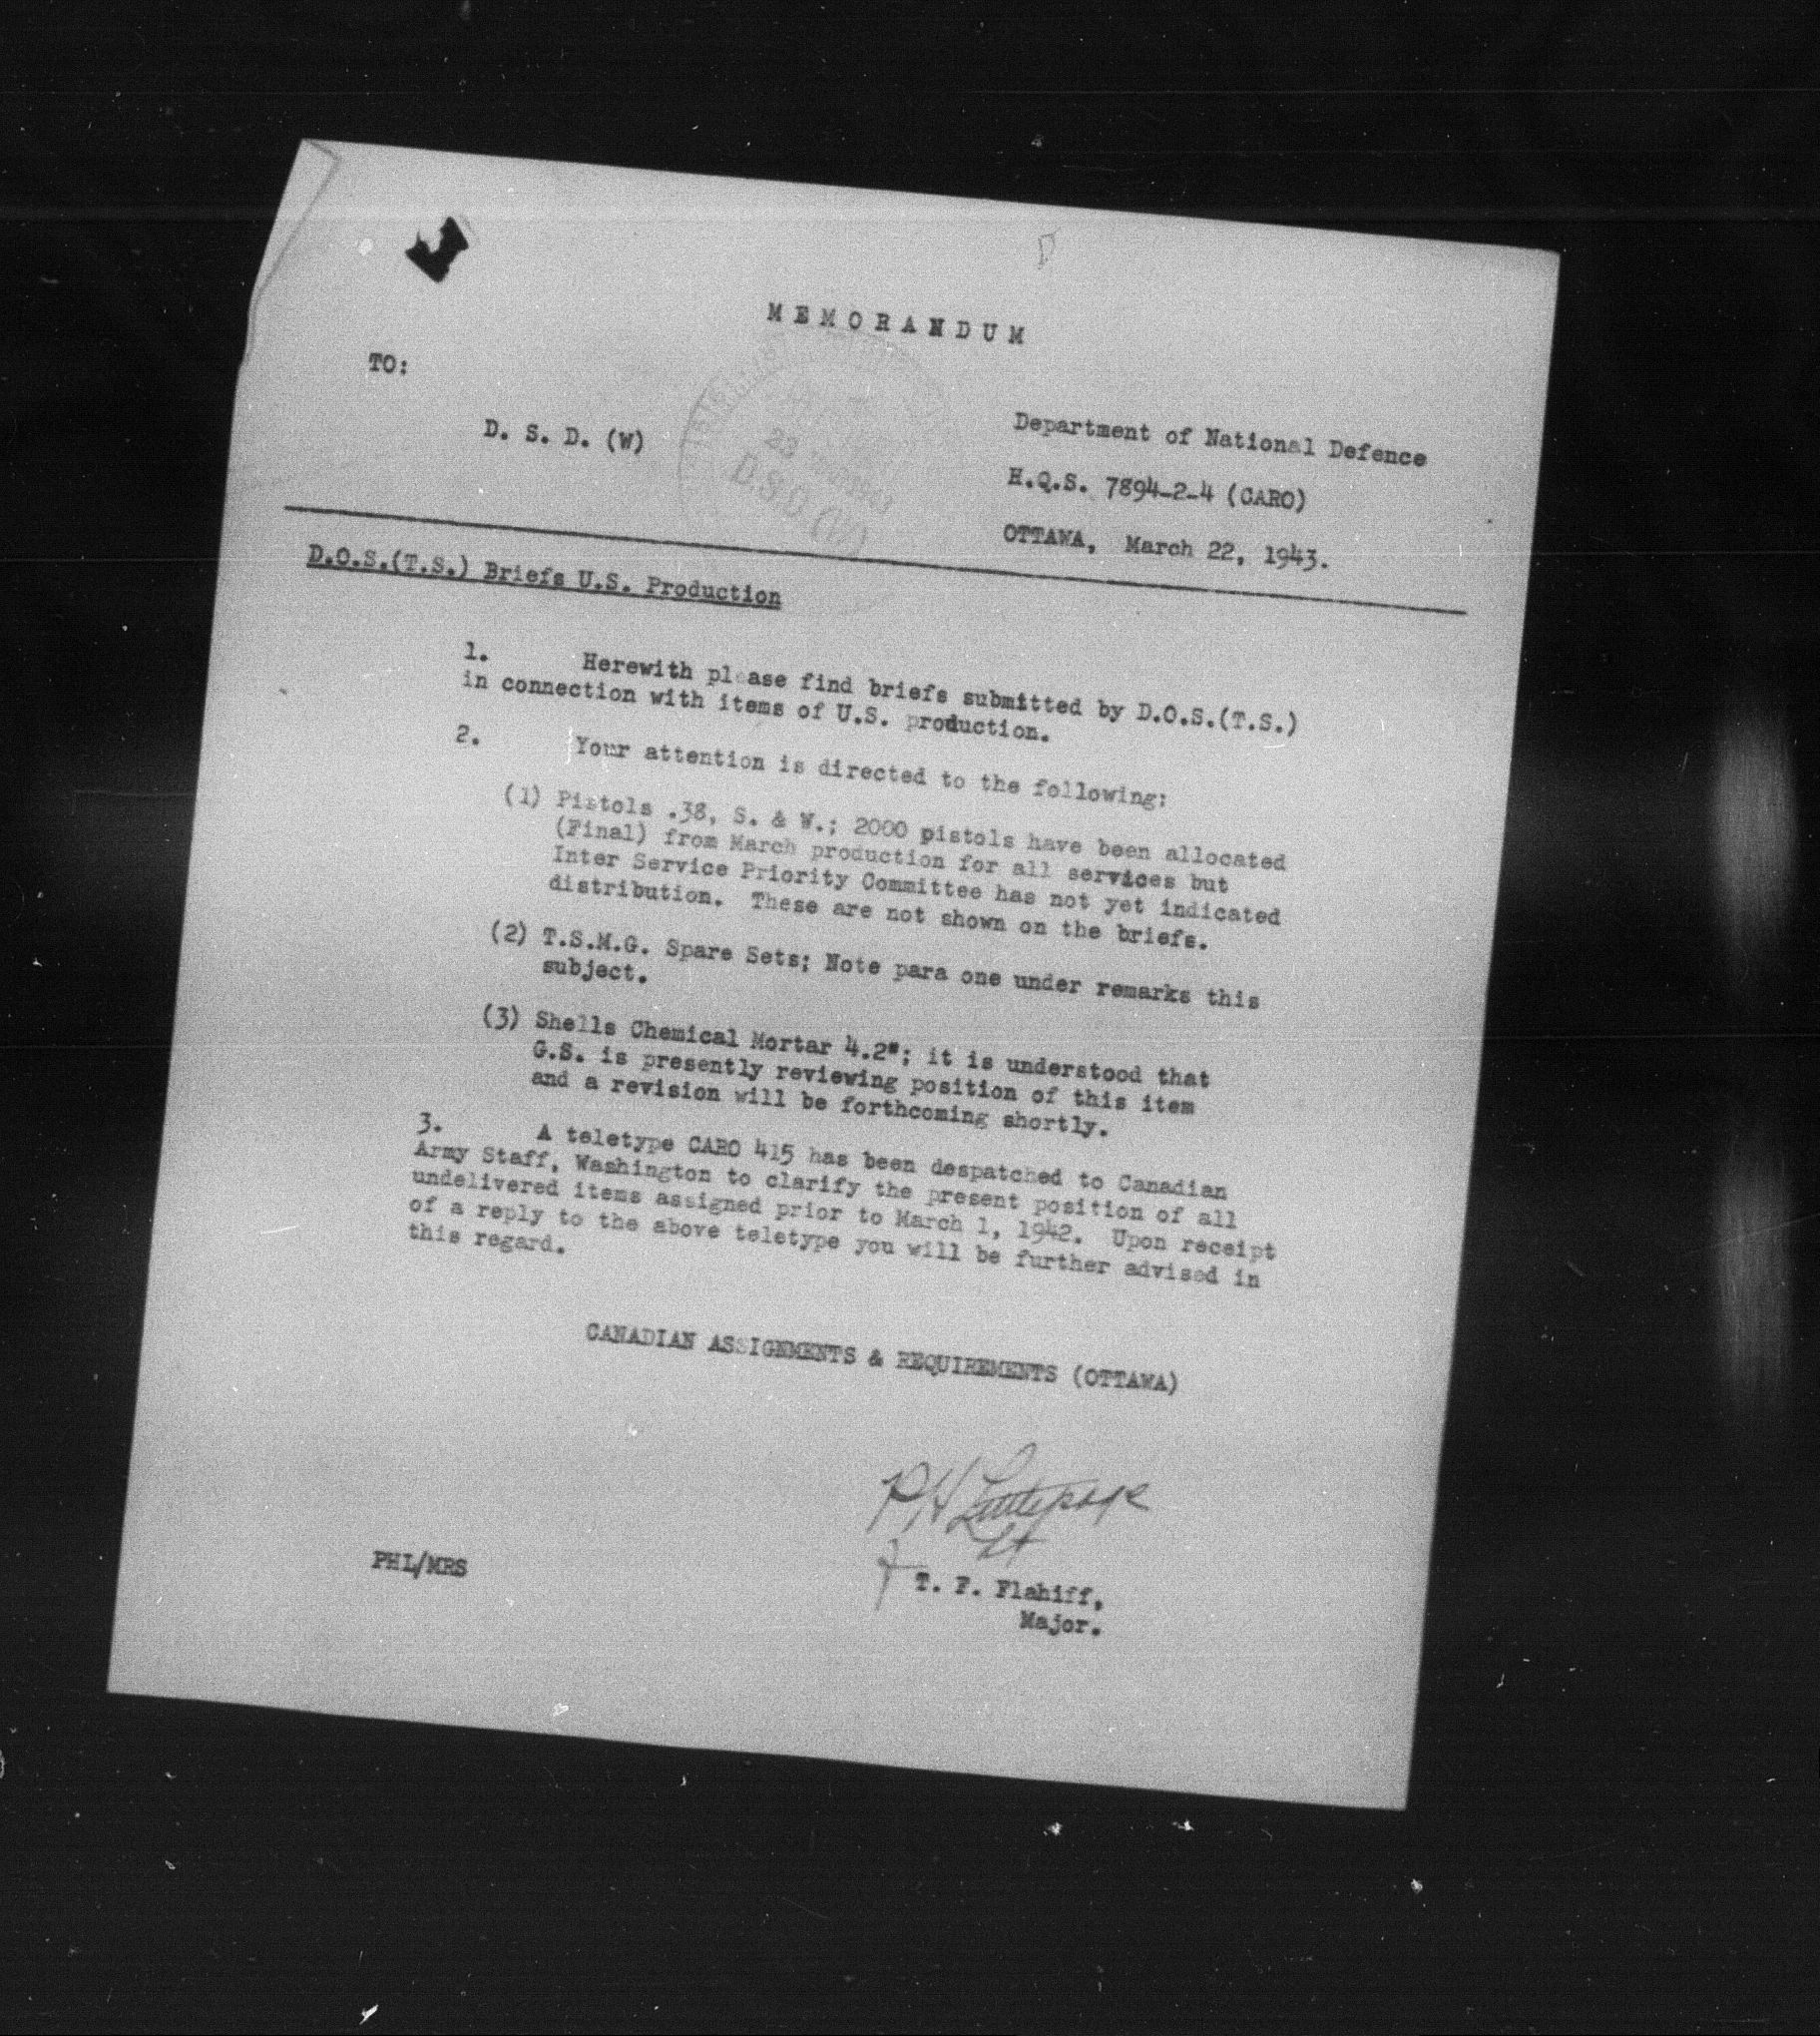 MEMORANDUM
TO:
D. S. D. (W)
23 1943
D.S.D.(W)
Department of National Defence
H.Q.S. 7894-2-4 (CARO)
OTTAWA, March 22, 1943.
D.O.S.(T.S.) Briefs U.S. Production
1. Herewith please find briefs submitted by D.O.S.(T.S.)
in connection with items of U.S. production.
2. Your attention is directed to the following:
(1) Pistols .38, S. & W.; 2000 pistols have been allocated
(Final) from March production for all services but
Inter Service Priority Committee has not yet indicated
distribution. These are not shown on the briefs.
(2) T.S.M.G. Spare Sets; Note para one under remarks this
subject.
(3) Shells Chemical Mortar 4.2"; it is understood that
G.S. is presently reviewing position of this item
and a revision will be forthcoming shortly.
3. A teletype CARO 415 has been despatched to Canadian
Army Staff, Washington to clarify the present position of all
undelivered items assigned prior to March 1, 1942. Upon receipt
of a reply to the above teletype you will be further advised in
this regard.
CANADIAN ASSIGNMENTS & REQUIREMENTS (OTTAWA)
PH Littlepage
Lt
PHL/MRS
T. F. Flahiff,
Major.